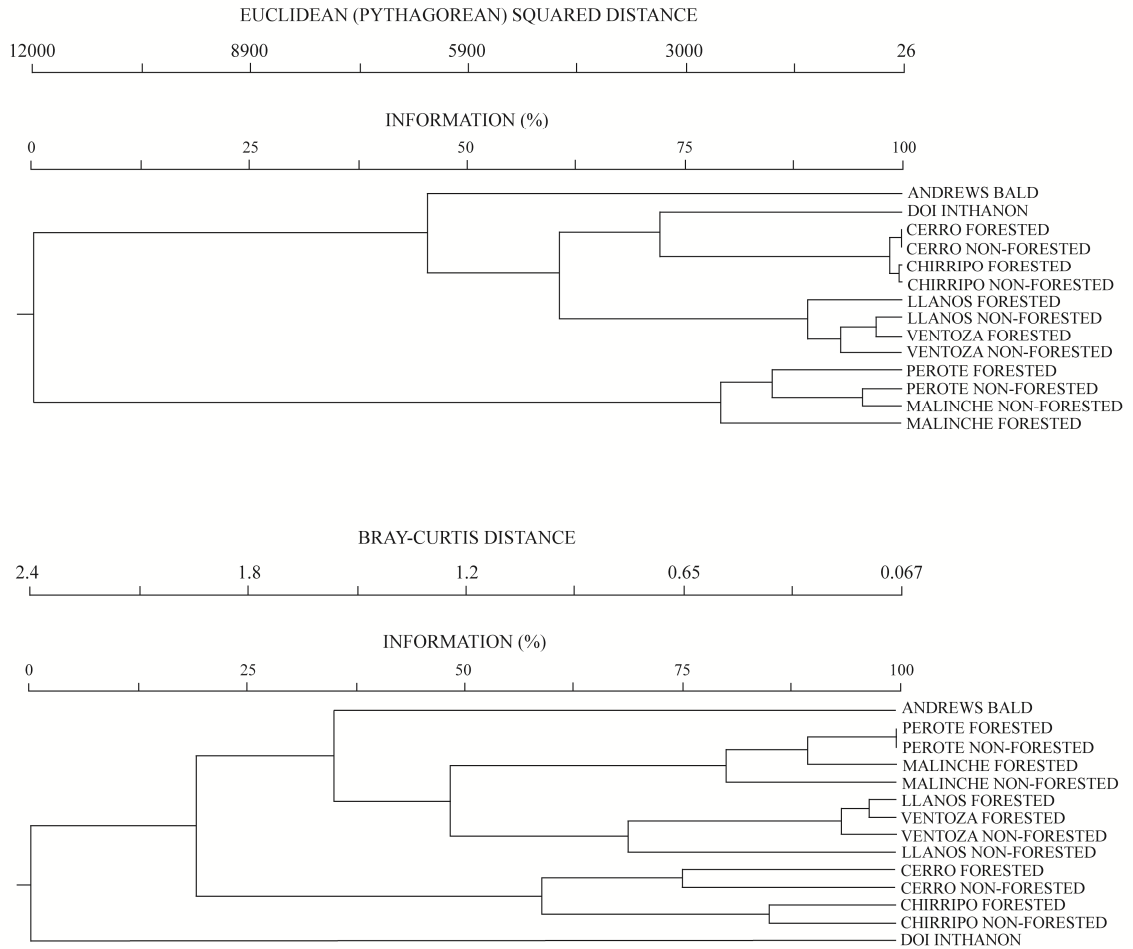 EUCLIDEAN (PYTHAGOREAN) SQUARED DISTANCE
12000 8900 5900 3000 26
INFORMATION (%)
0 25 50 75 100
ANDREWS BALD
DOI INTHANON
CERRO FORESTED
CERRO NON-FORESTED
CHIRRIPO FORESTED
CHIRRIPO NON-FORESTED
LLANOS FORESTED
LLANOS NON-FORESTED
VENTOZA FORESTED
VENTOZA NON-FORESTED
PEROTE FORESTED
PEROTE NON-FORESTED
MALINCHE NON-FORESTED
MALINCHE FORESTED
BRAY-CURTIS DISTANCE
2.4 1.8 1.2 0.65 0.067
INFORMATION (%)
0 25 50 75 100
ANDREWS BALD
PEROTE FORESTED
PEROTE NON-FORESTED
MALINCHE FORESTED
MALINCHE NON-FORESTED
LLANOS FORESTED
VENTOZA FORESTED
VENTOZA NON-FORESTED
LLANOS NON-FORESTED
CERRO FORESTED
CERRO NON-FORESTED
CHIRRIPO FORESTED
CHIRRIPO NON-FORESTED
DOI INTHANON